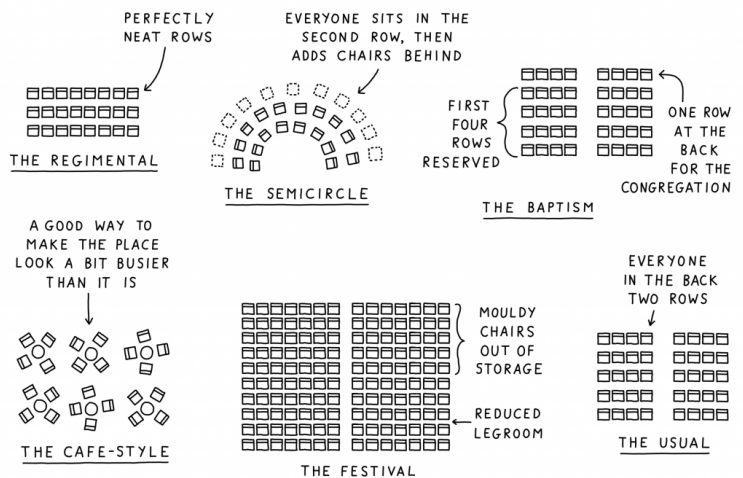 PERFECTLY
NEAT ROWS
THE REGIMENTAL
EVERYONE SITS IN THE
SECOND ROW, THEN
ADDS CHAIRS BEHIND
THE SEMICIRCLE
FIRST
FOUR
ROWS
RESERVED
ONE ROW
AT THE
BACK
FOR THE
CONGREGATION
THE BAPTISM
A GOOD WAY TO
MAKE THE PLACE
LOOK A BIT BUSIER
THAN IT IS
THE CAFE-STYLE
MOULDY
CHAIRS
OUT OF
STORAGE
REDUCED
LEGROOM
THE FESTIVAL
EVERYONE
IN THE BACK
TWO ROWS
THE USUAL